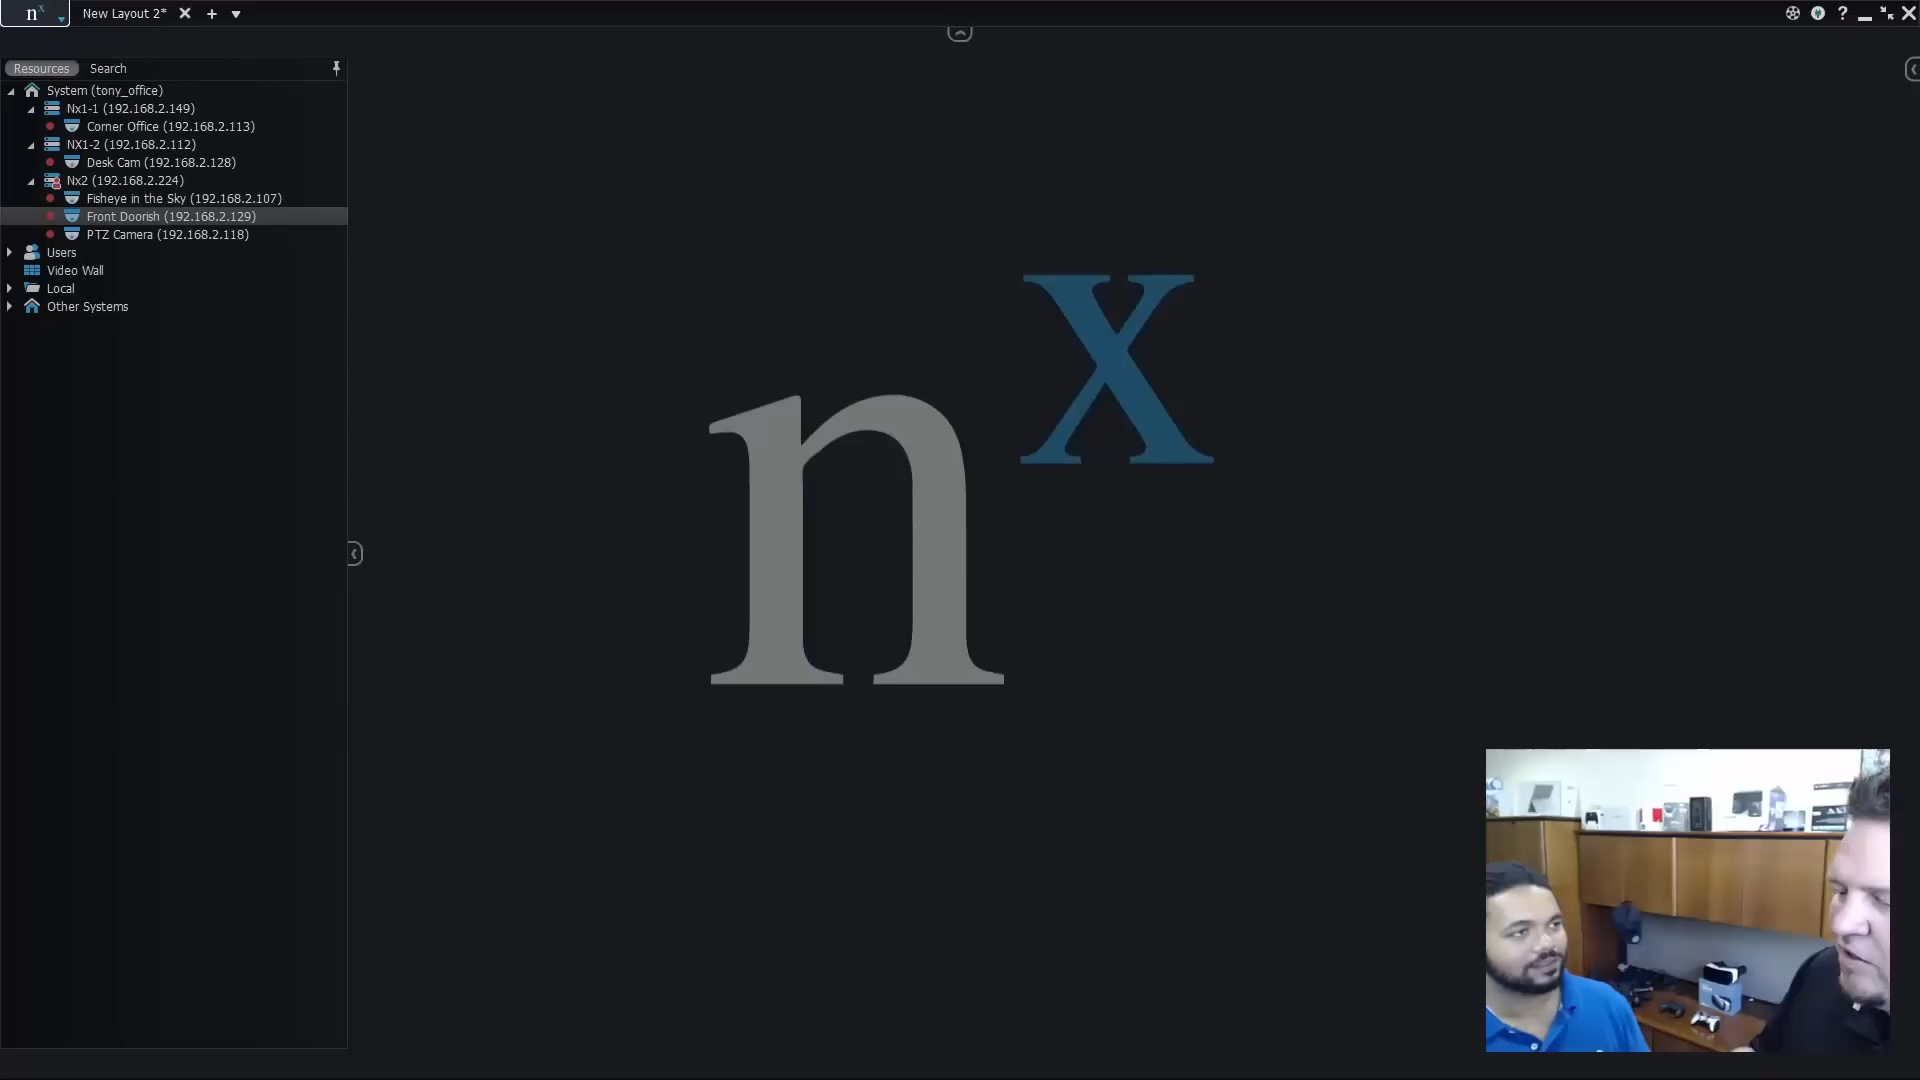 nx
New Layout 2*
?
Resources
Search
System (tony_office)
Nx1-1 (192.168.2.149)
Corner Office (192.168.2.113)
NX1-2 (192.168.2.112)
Desk Cam (192.168.2.128)
Nx2 (192.168.2.224)
Fisheye in the Sky (192.168.2.107)
Front Doorish (192.168.2.129)
PTZ Camera (192.168.2.118)
Users
Video Wall
Local
Other Systems
nx